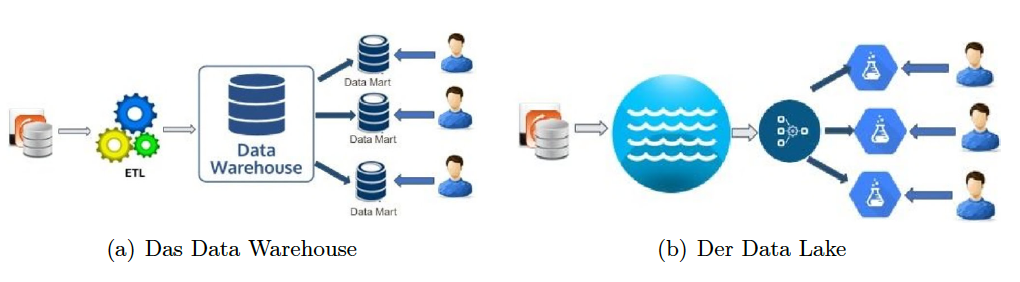 ETL
Data
Warehouse
Data Mart
Data Mart
Data Mart
(a) Das Data Warehouse
(b) Der Data Lake